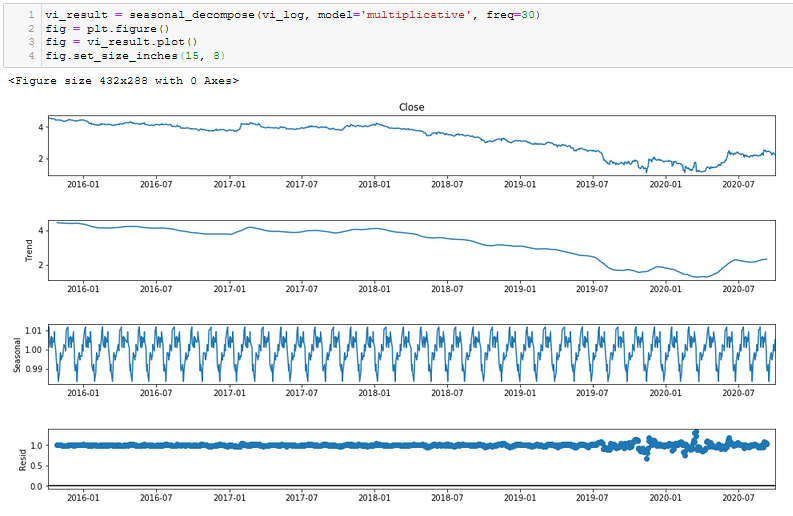 1 vi_result = seasonal_decompose(vi_log, model='multiplicative', freq=30)
2 fig = plt.figure()
3 fig = vi_result.plot()
4 fig.set_size_inches(15, 8)
<Figure size 432x288 with 0 Axes>
Close
4
2
2016-01 2016-07 2017-01 2017-07 2018-01 2018-07 2019-01 2019-07 2020-01 2020-07
Trend
4
2
2016-01 2016-07 2017-01 2017-07 2018-01 2018-07 2019-01 2019-07 2020-01 2020-07
Seasonal
1.01
1.00
0.99
2016-01 2016-07 2017-01 2017-07 2018-01 2018-07 2019-01 2019-07 2020-01 2020-07
Resid
1.0
0.5
0.0
2016-01 2016-07 2017-01 2017-07 2018-01 2018-07 2019-01 2019-07 2020-01 2020-07